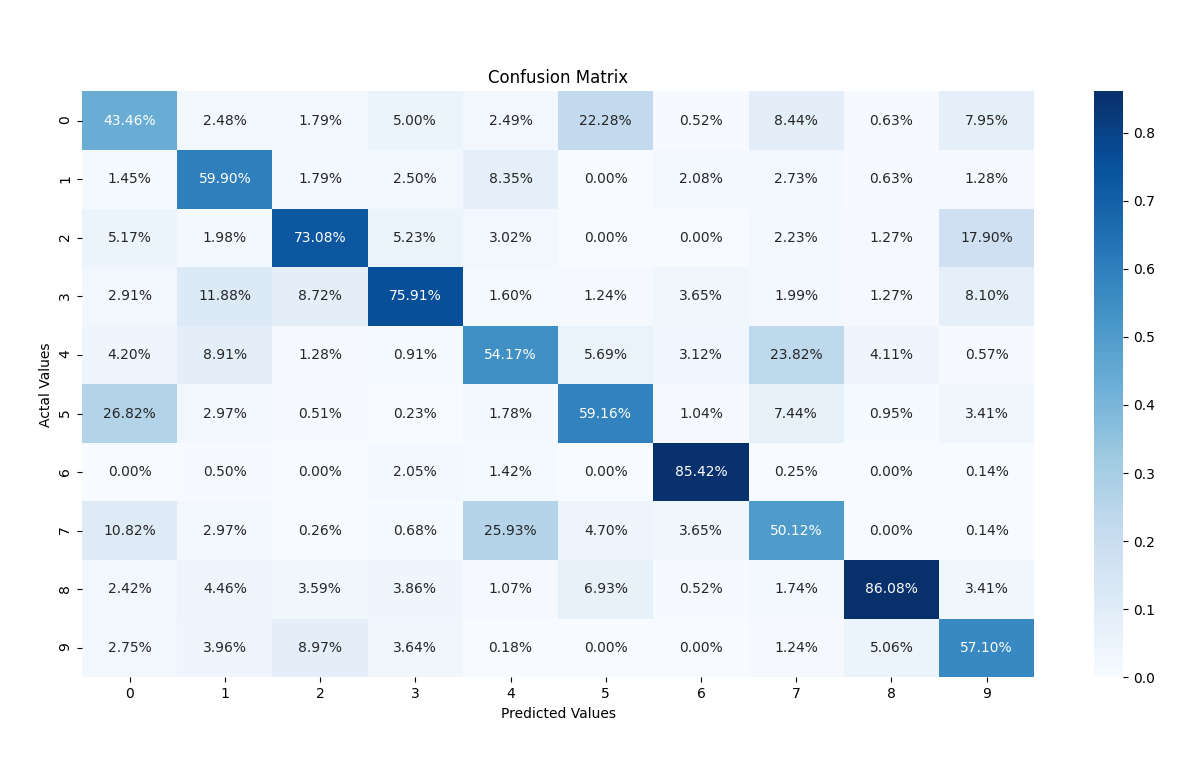 Confusion Matrix
0 43.46% 2.48% 1.79% 5.00% 2.49% 22.28% 0.52% 8.44% 0.63% 7.95%
1 1.45% 59.90% 1.79% 2.50% 8.35% 0.00% 2.08% 2.73% 0.63% 1.28%
2 5.17% 1.98% 73.08% 5.23% 3.02% 0.00% 0.00% 2.23% 1.27% 17.90%
3 2.91% 11.88% 8.72% 75.91% 1.60% 1.24% 3.65% 1.99% 1.27% 8.10%
4 4.20% 8.91% 1.28% 0.91% 54.17% 5.69% 3.12% 23.82% 4.11% 0.57%
5 26.82% 2.97% 0.51% 0.23% 1.78% 59.16% 1.04% 7.44% 0.95% 3.41%
6 0.00% 0.50% 0.00% 2.05% 1.42% 0.00% 85.42% 0.25% 0.00% 0.14%
7 10.82% 2.97% 0.26% 0.68% 25.93% 4.70% 3.65% 50.12% 0.00% 0.14%
8 2.42% 4.46% 3.59% 3.86% 1.07% 6.93% 0.52% 1.74% 86.08% 3.41%
9 2.75% 3.96% 8.97% 3.64% 0.18% 0.00% 0.00% 1.24% 5.06% 57.10%
0 1 2 3 4 5 6 7 8 9
Predicted Values
Actal Values
0.8
0.7
0.6
0.5
0.4
0.3
0.2
0.1
0.0